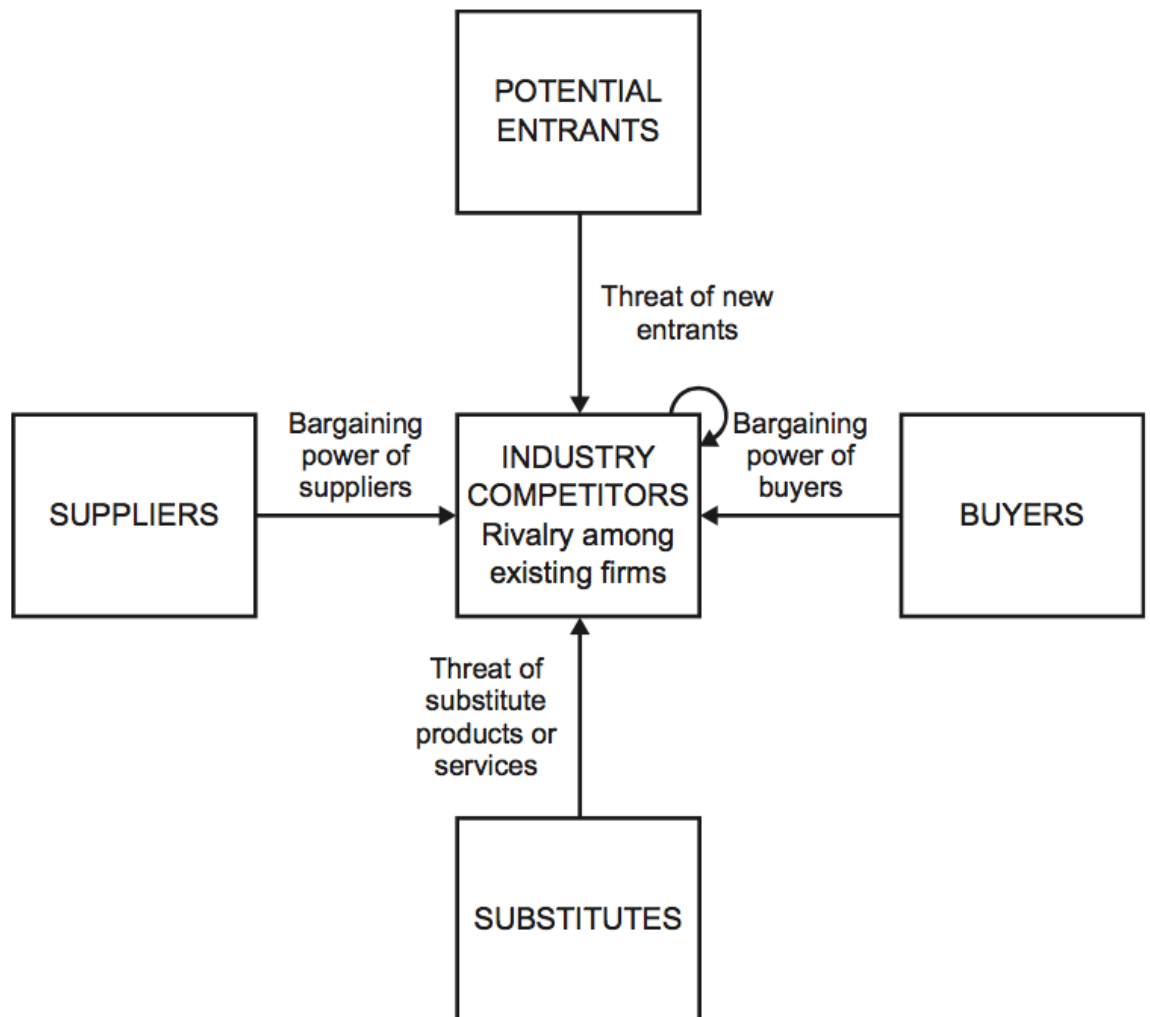 POTENTIAL
ENTRANTS
Threat of new
entrants
Bargaining
power of
suppliers
Bargaining
power of
buyers
SUPPLIERS
INDUSTRY
COMPETITORS
Rivalry among
existing firms
BUYERS
Threat of
substitute
products or
services
SUBSTITUTES